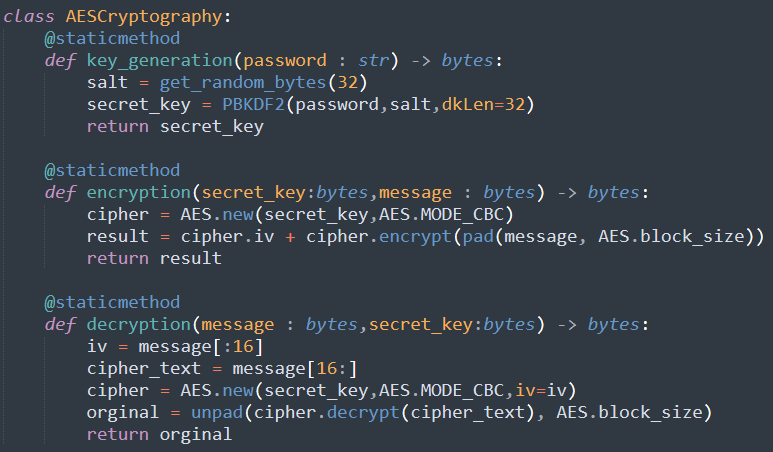 class AESCryptography:
    @staticmethod
    def key_generation(password : str) -> bytes:
        salt = get_random_bytes(32)
        secret_key = PBKDF2(password,salt,dkLen=32)
        return secret_key

    @staticmethod
    def encryption(secret_key:bytes,message : bytes) -> bytes:
        cipher = AES.new(secret_key,AES.MODE_CBC)
        result = cipher.iv + cipher.encrypt(pad(message, AES.block_size))
        return result

    @staticmethod
    def decryption(message : bytes,secret_key:bytes) -> bytes:
        iv = message[:16]
        cipher_text = message[16:]
        cipher = AES.new(secret_key,AES.MODE_CBC,iv=iv)
        orginal = unpad(cipher.decrypt(cipher_text), AES.block_size)
        return orginal